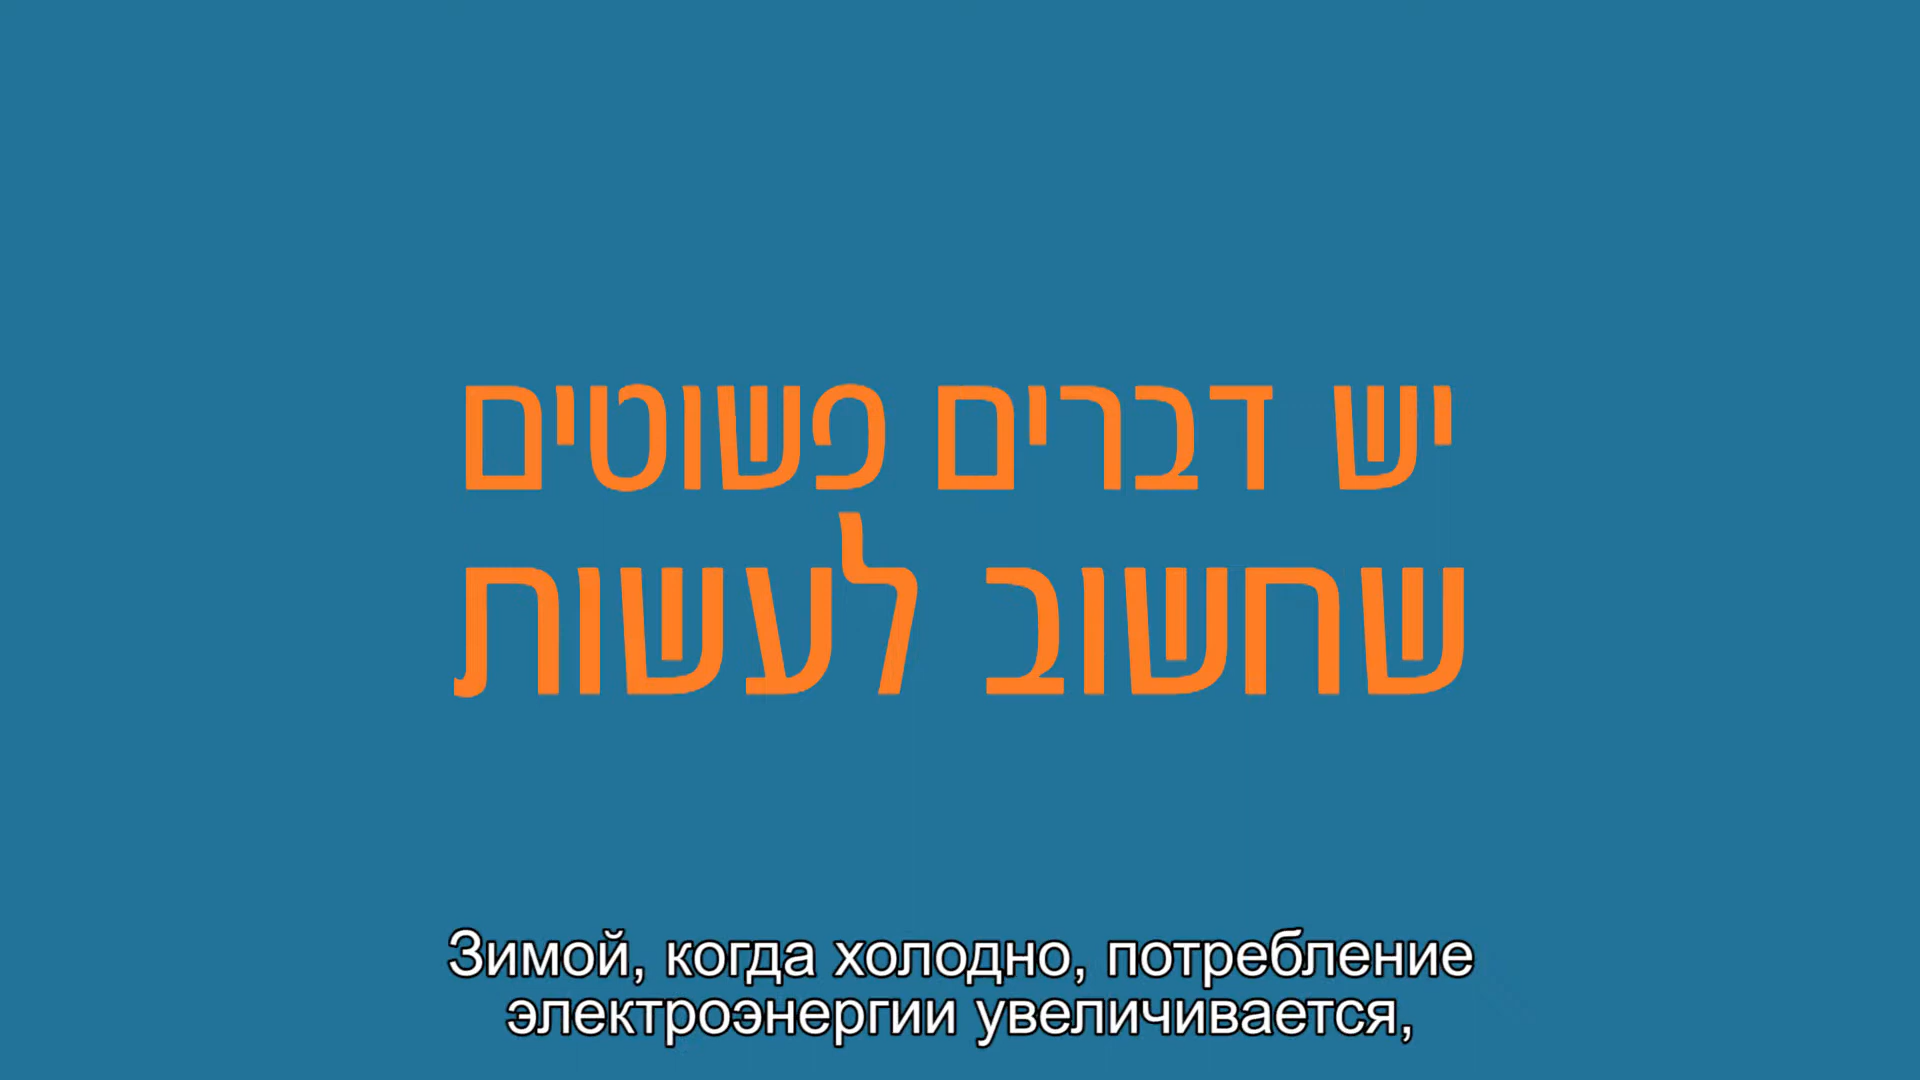 יש דברים פשוטים
שחשוב לעשות
Зимой, когда холодно, потребление
электроэнергии увеличивается,